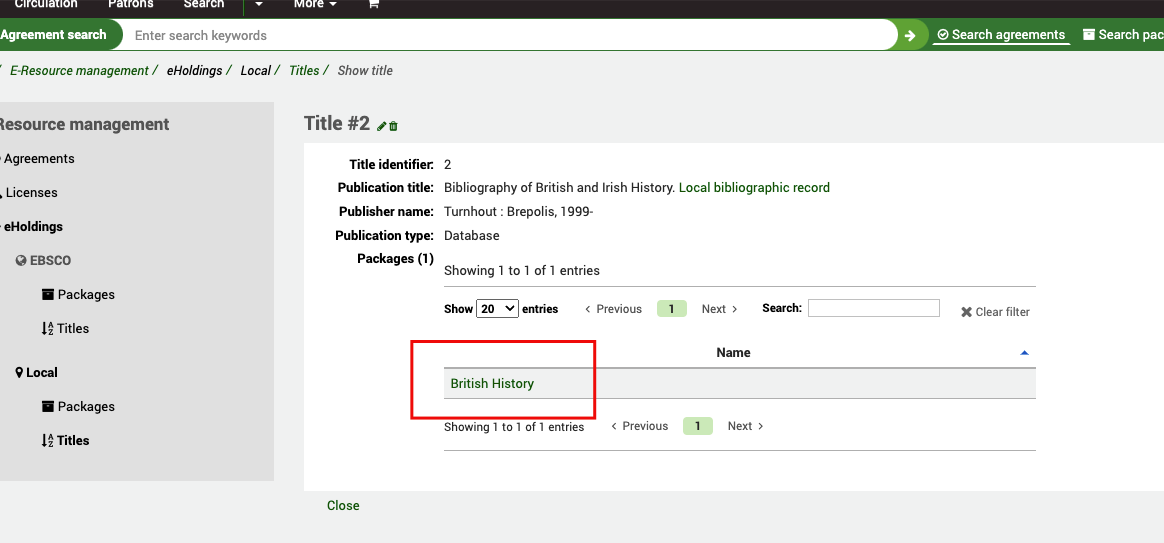 Circulation Patrons Search More
Agreement search Enter search keywords Search agreements Search pac
/ E-Resource management / eHoldings / Local / Titles / Show title
Resource management
Agreements
Licenses
eHoldings
EBSCO
Packages
Titles
Local
Packages
Titles
Title #2
Title identifier: 2
Publication title: Bibliography of British and Irish History. Local bibliographic record
Publisher name: Turnhout : Brepolis, 1999-
Publication type: Database
Packages (1)
Showing 1 to 1 of 1 entries
Show 20 entries Previous 1 Next Search: Clear filter
Name
British History
Showing 1 to 1 of 1 entries Previous 1 Next
Close